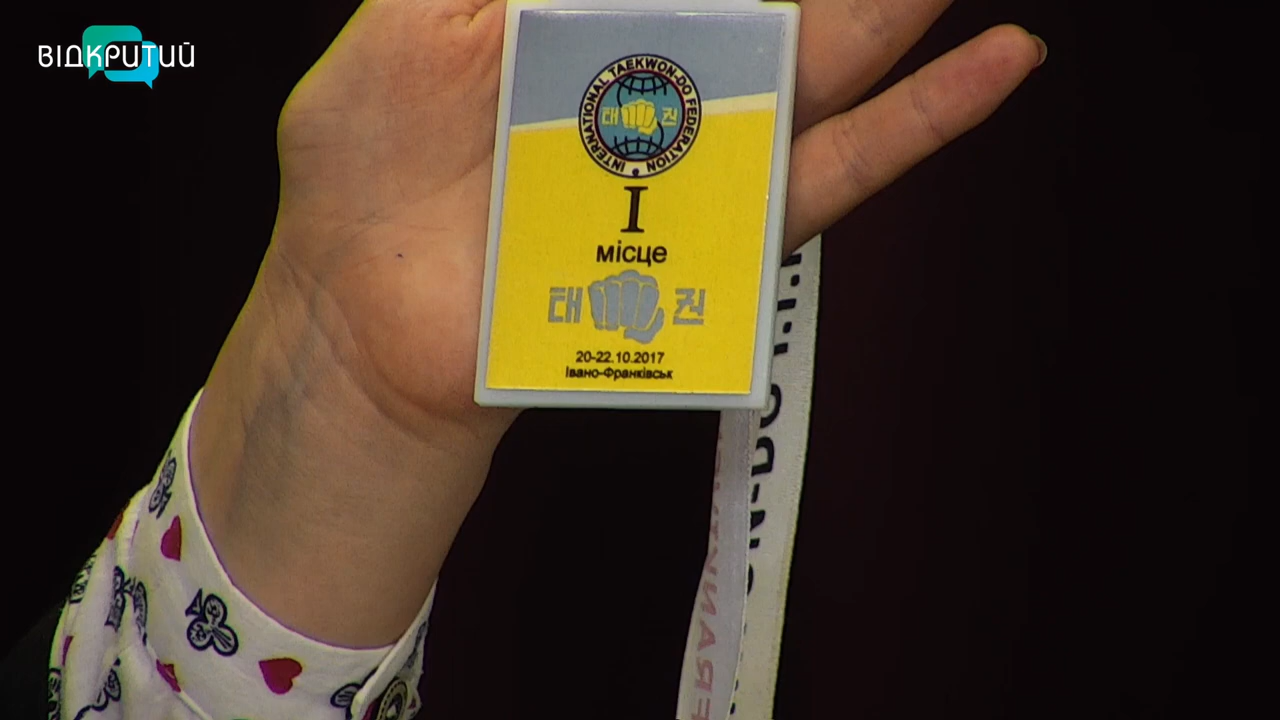 ВІДКРИТИЙ
INTERNATIONAL TAEKWON-DO FEDERATION
태 권
I
місце
태 권
20-22.10.2017
Івано-Франківськ